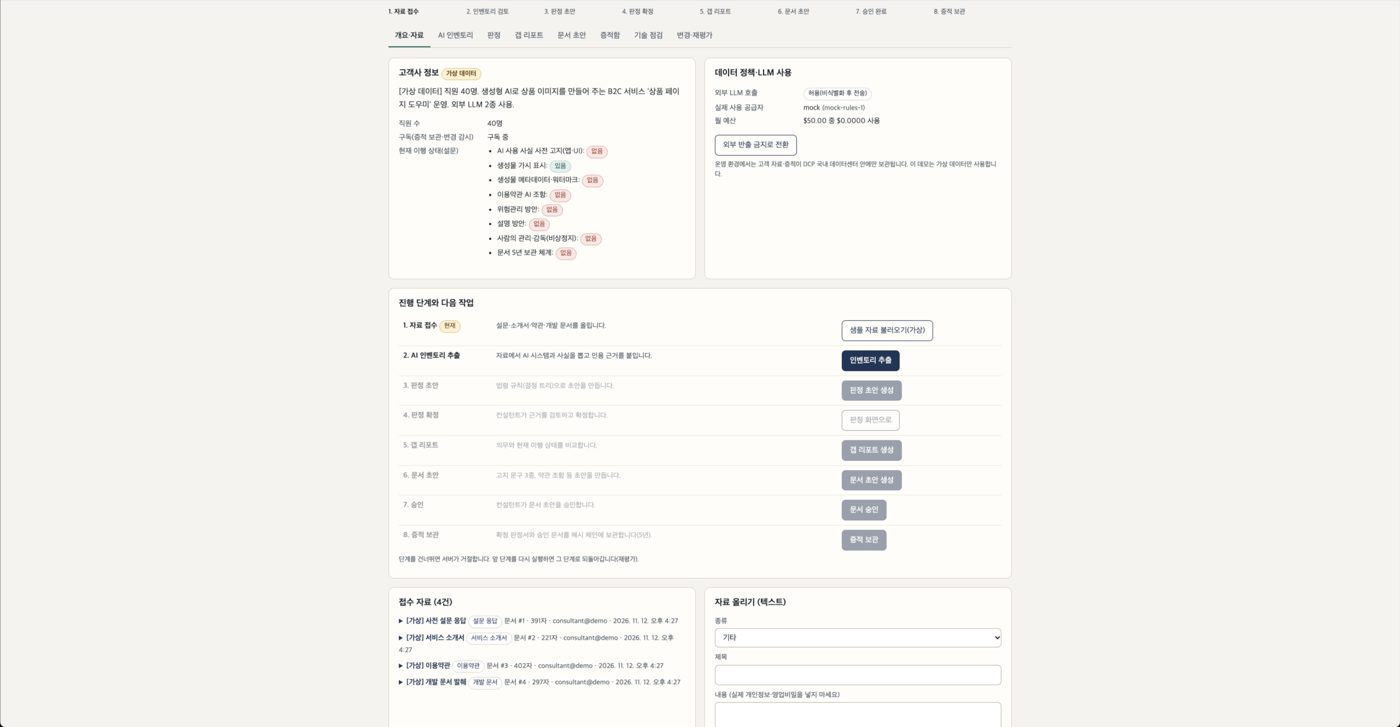 1. 자료 접수
2. 인벤토리 검토
3. 판정 초안
4. 판정 확정
5. 갭 리포트
6. 문서 초안
7. 승인 완료
8. 증적 보관
개요·자료
AI 인벤토리
판정
갭 리포트
문서 초안
증적함
기술 점검
변경·재평가
고객사 정보 가상 데이터
[가상 데이터] 직원 40명. 생성형 AI로 상품 이미지를 만들어 주는 B2C 서비스 '상품 페이
지 도우미' 운영. 외부 LLM 2종 사용.
직원 수 40명
구독(증적 보관·변경 감시) 구독 중
현재 이행 상태(설문)
• AI 사용 사실 사전 고지(앱·UI): 없음
• 생성물 가시 표시: 있음
• 생성물 메타데이터·워터마크: 없음
• 이용약관 AI 조항: 없음
• 위험관리 방안: 없음
• 설명 방안: 없음
• 사람의 관리·감독(비상정지): 없음
• 문서 5년 보관 체계: 없음
데이터 정책·LLM 사용
외부 LLM 호출 허용(비식별화 후 전송)
실제 사용 공급자 mock (mock-rules-1)
월 예산 $50.00 중 $0.0000 사용
외부 반출 금지로 전환
운영 환경에서는 고객 자료·증적이 DCP 국내 데이터센터 안에만 보관됩니다. 이 데모는 가상 데이터만 사용합니
다.
진행 단계와 다음 작업
1. 자료 접수 현재 설문·소개서·약관·개발 문서를 올립니다. 샘플 자료 불러오기(가상)
2. AI 인벤토리 추출 자료에서 AI 시스템과 사실을 뽑고 인용 근거를 붙입니다. 인벤토리 추출
3. 판정 초안 법령 규칙(결정 트리)으로 초안을 만듭니다. 판정 초안 생성
4. 판정 확정 컨설턴트가 근거를 검토하고 확정합니다. 판정 화면으로
5. 갭 리포트 의무와 현재 이행 상태를 비교합니다. 갭 리포트 생성
6. 문서 초안 고지 문구 3종, 약관 조항 등 초안을 만듭니다. 문서 초안 생성
7. 승인 컨설턴트가 문서 초안을 승인합니다. 문서 승인
8. 증적 보관 확정 판정서와 승인 문서를 해시 체인에 보관합니다(5년). 증적 보관
단계를 건너뛰면 서버가 거절합니다. 앞 단계를 다시 실행하면 그 단계로 되돌아갑니다(재평가).
접수 자료 (4건)
▶ [가상] 사전 설문 응답 설문 응답 문서 #1 · 391자 · consultant@demo · 2026. 11. 12. 오후 4:27
▶ [가상] 서비스 소개서 서비스 소개서 문서 #2 · 221자 · consultant@demo · 2026. 11. 12. 오후
4:27
▶ [가상] 이용약관 이용약관 문서 #3 · 402자 · consultant@demo · 2026. 11. 12. 오후 4:27
▶ [가상] 개발 문서 발췌 개발 문서 문서 #4 · 297자 · consultant@demo · 2026. 11. 12. 오후 4:27
자료 올리기 (텍스트)
종류
기타
제목
내용 (실제 개인정보·영업비밀을 넣지 마세요)